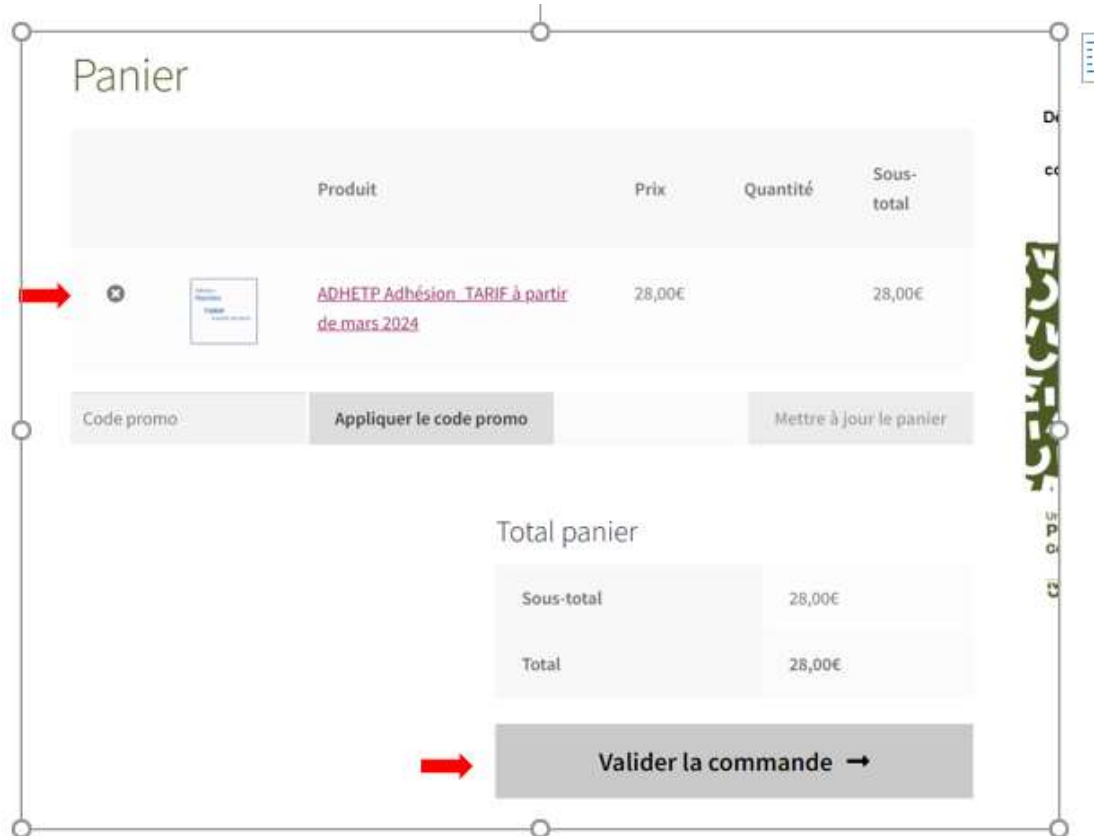 Panier
Produit Prix Quantité Sous-
total
ADHETP Adhésion_TARIF à partir 28,00€ 28,00€
de mars 2024
Code promo Appliquer le code promo Mettre à jour le panier
Total panier
Sous-total 28,00€
Total 28,00€
Valider la commande →